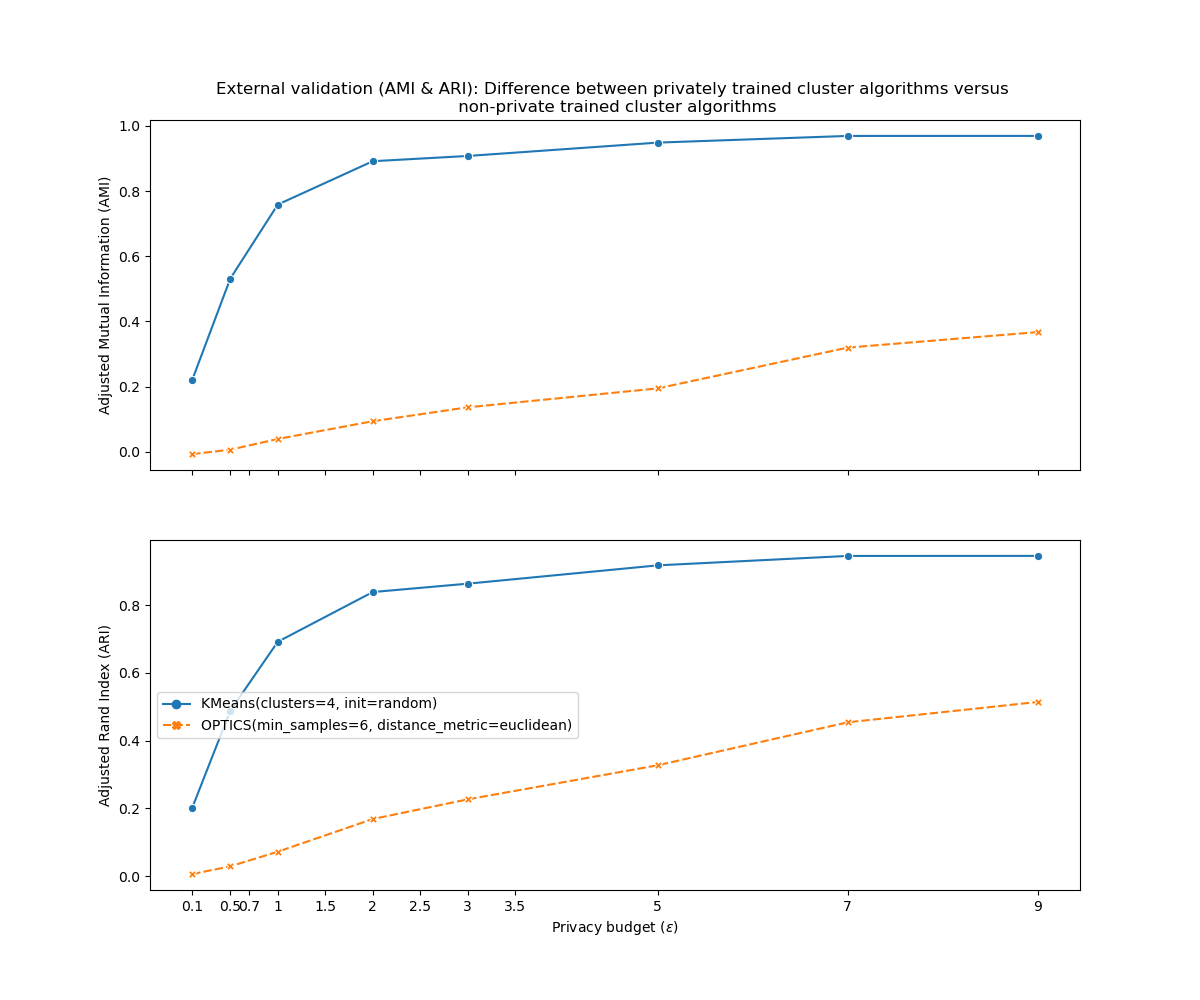 External validation (AMI & ARI): Difference between privately trained cluster algorithms versus
non-private trained cluster algorithms
Adjusted Mutual Information (AMI)
1.0
0.8
0.6
0.4
0.2
0.0
Adjusted Rand Index (ARI)
0.8
0.6
0.4
0.2
0.0
KMeans(clusters=4, init=random)
OPTICS(min_samples=6, distance_metric=euclidean)
0.1 0.5 0.7 1 1.5 2 2.5 3 3.5 5 7 9
Privacy budget (ε)